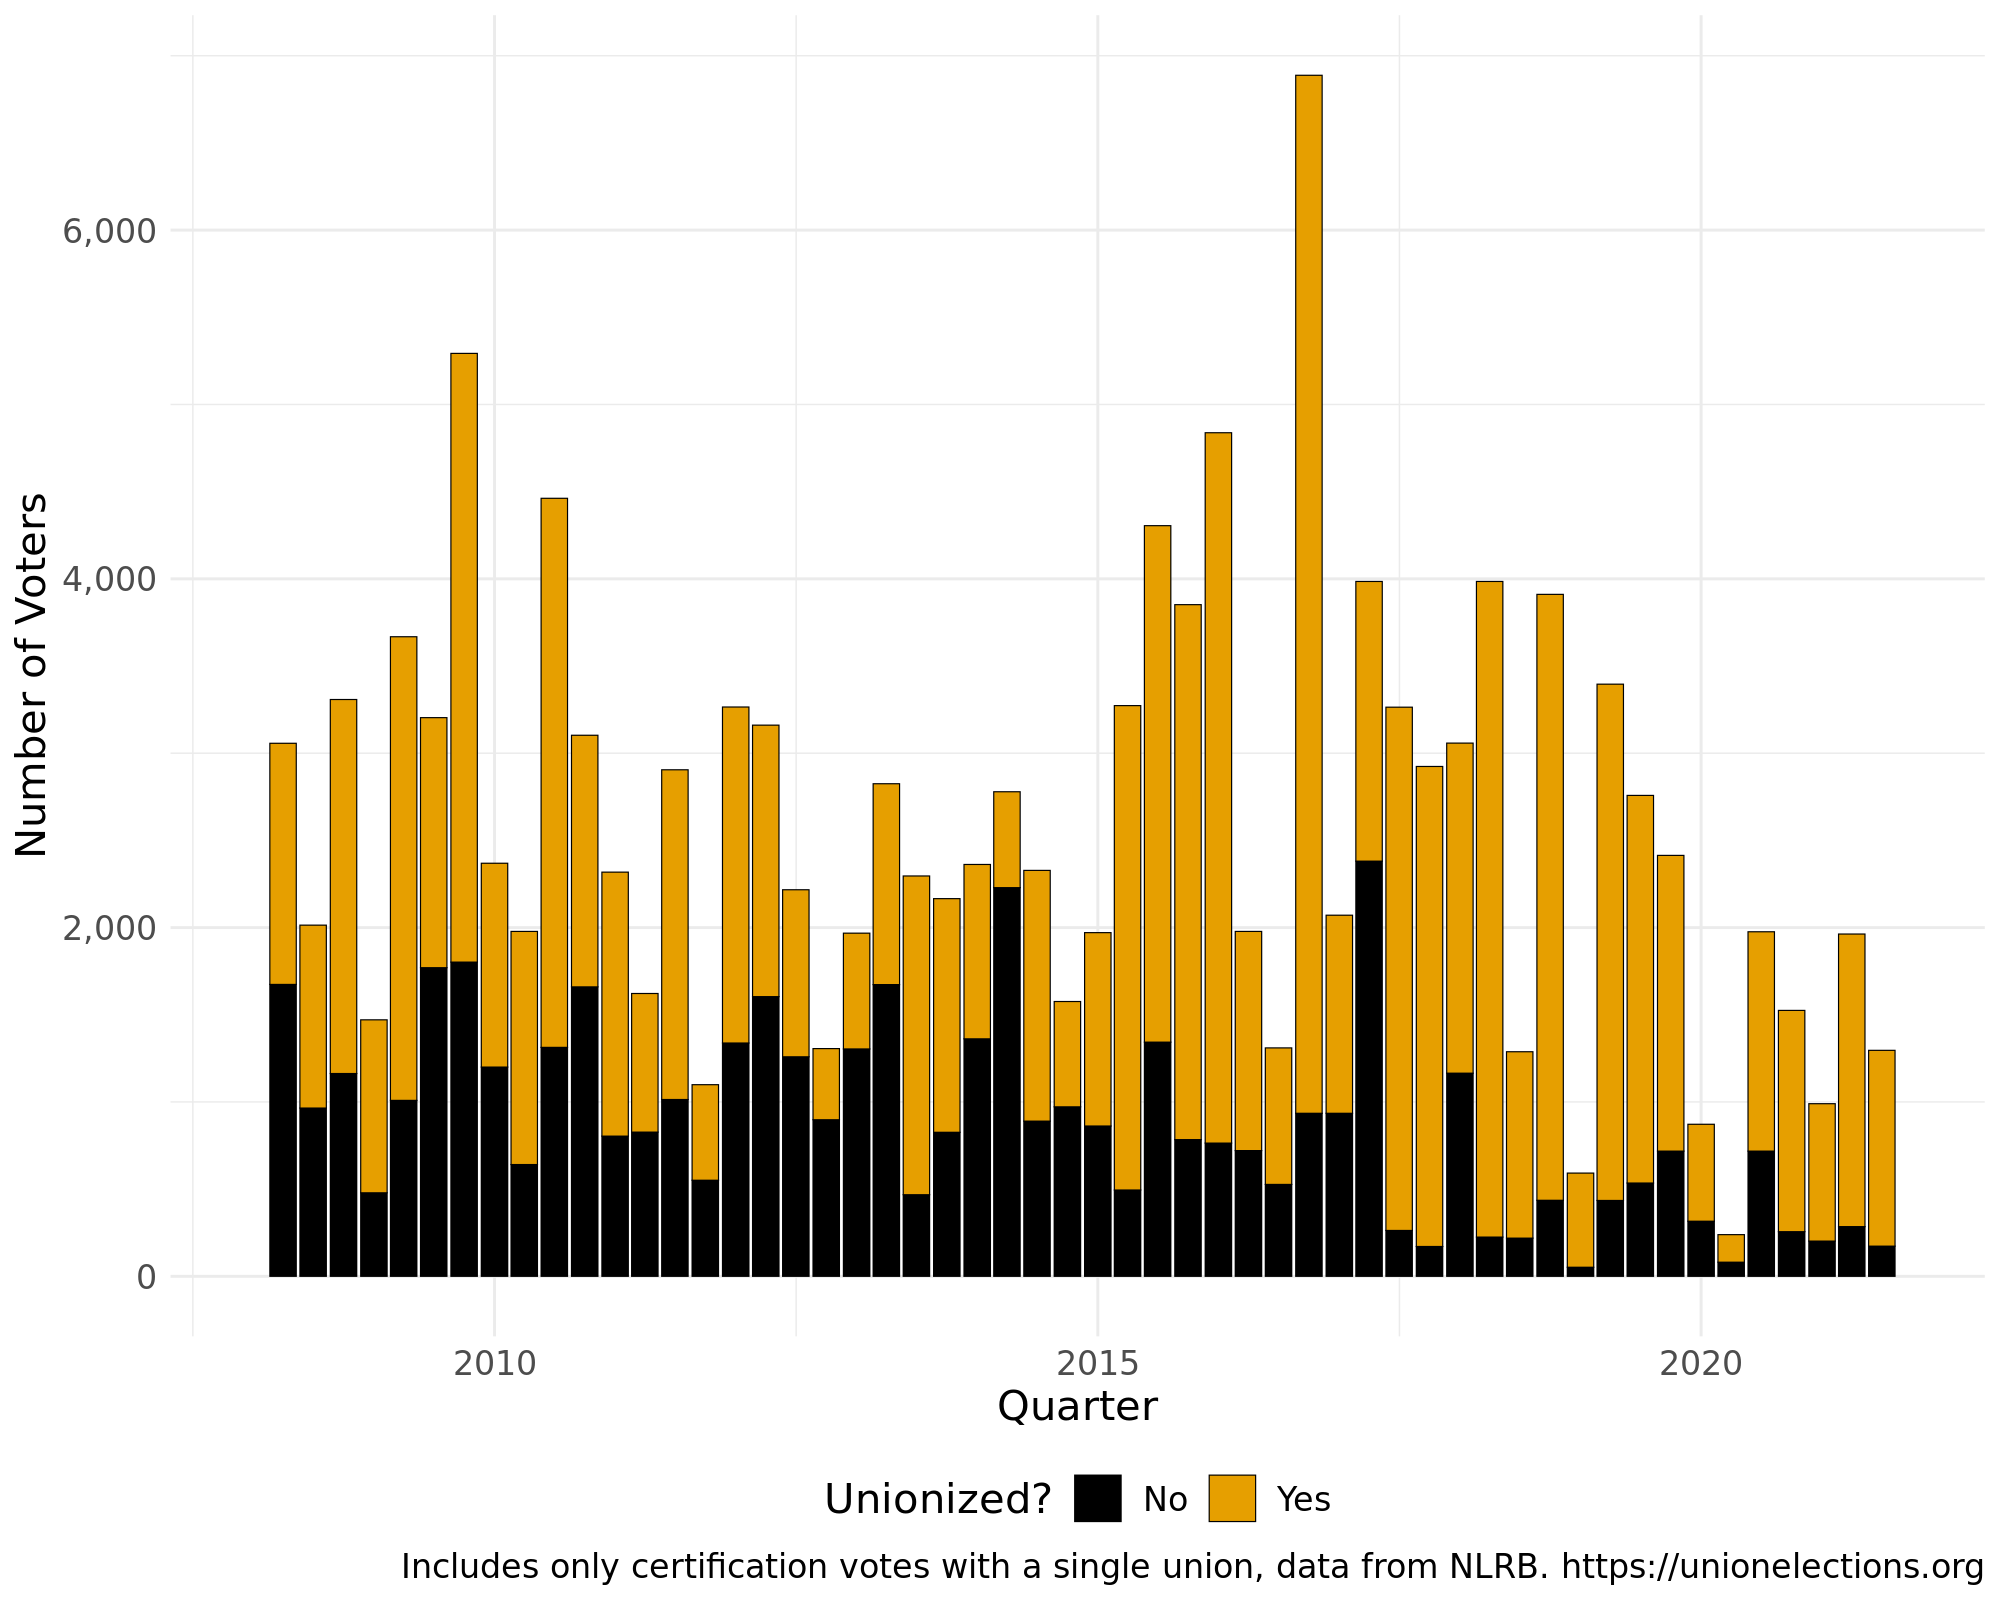 6,000
4,000
2,000
0
Number of Voters
2010 2015 2020
Quarter
Unionized? No Yes
Includes only certification votes with a single union, data from NLRB. https://unionelections.org